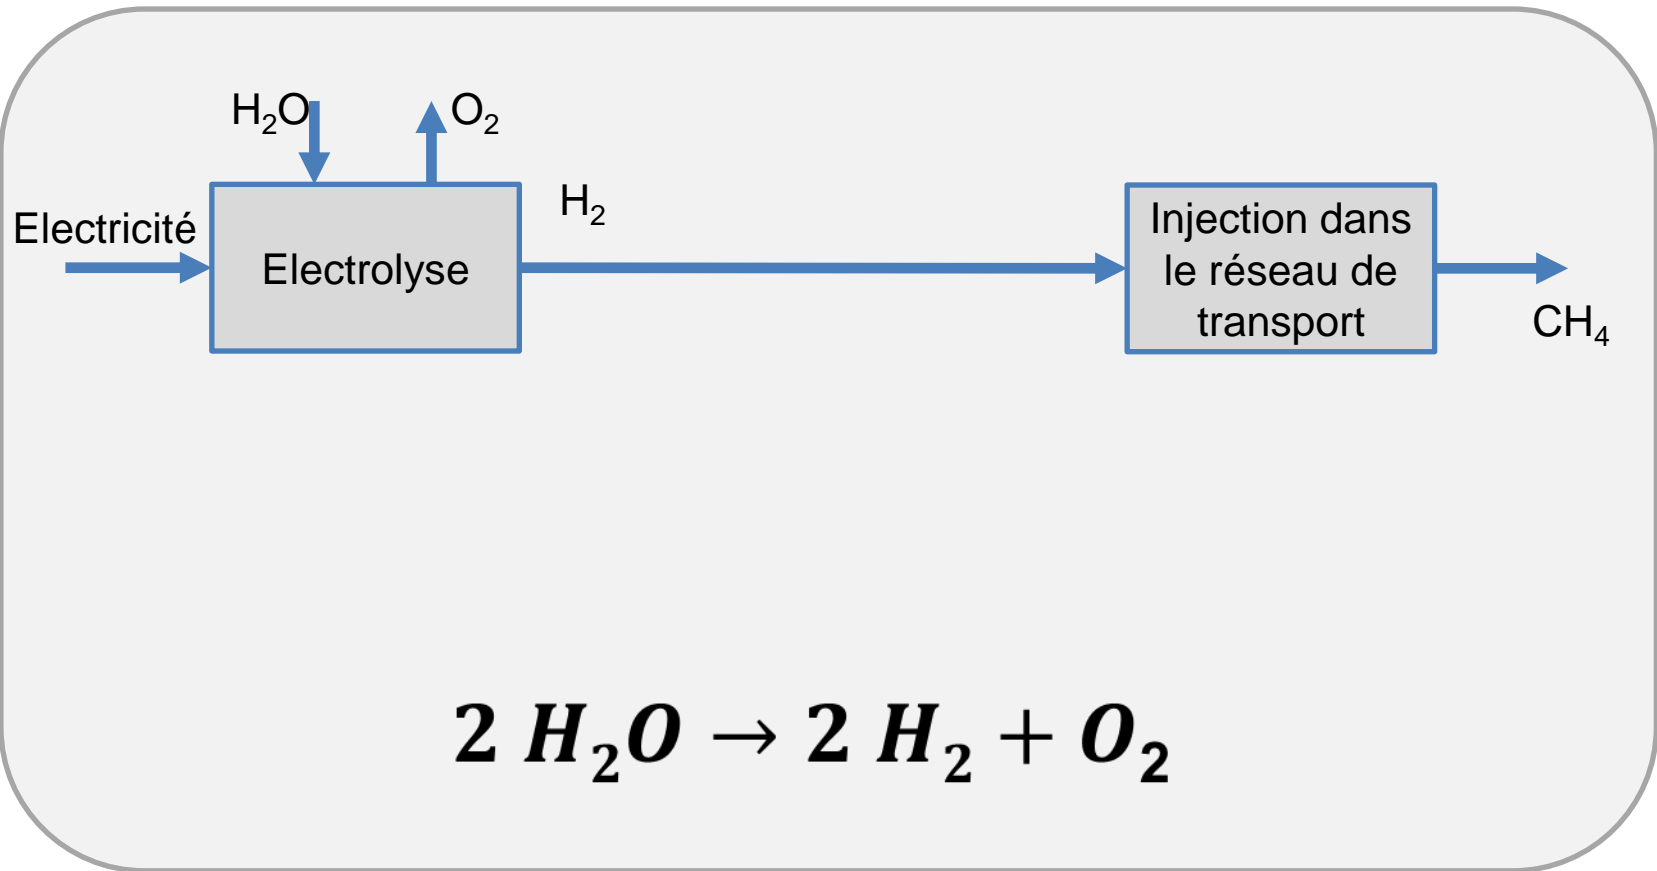 H₂O
O₂
Electricité
Electrolyse
H₂
Injection dans
le réseau de
transport
CH₄
2 H₂O → 2 H₂ + O₂